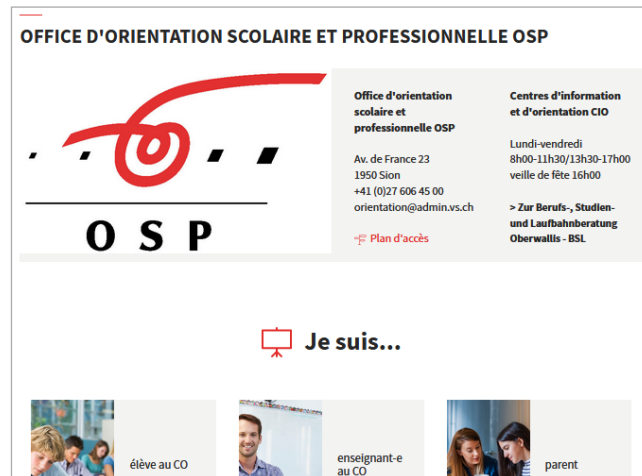 OFFICE D'ORIENTATION SCOLAIRE ET PROFESSIONNELLE OSP
O S P
Office d'orientation
scolaire et
professionnelle OSP
Av. de France 23
1950 Sion
+41 (0)27 606 45 00
orientation@admin.vs.ch
Plan d'accès
Centres d'information
et d'orientation CIO
Lundi-vendredi
8h00-11h30/13h30-17h00
veille de fête 16h00
> Zur Berufs-, Studien-
und Laufbahnberatung
Oberwallis - BSL
Je suis...
élève au CO
enseignant-e
au CO
parent